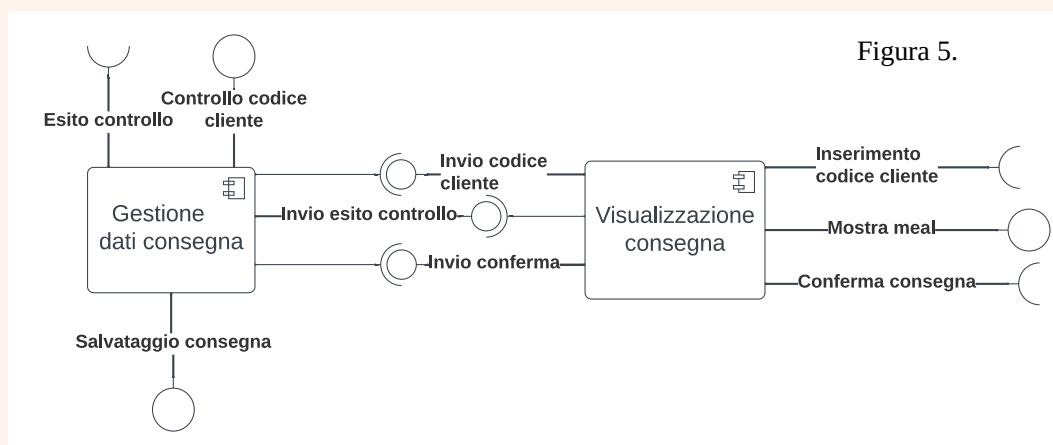 Figura 5.
Esito controllo
Controllo codice
cliente
Gestione
dati consegna
Invio codice
cliente
Invio esito controllo
Invio conferma
Visualizzazione
consegna
Inserimento
codice cliente
Mostra meal
Conferma consegna
Salvataggio consegna